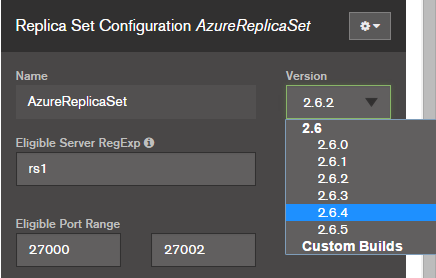 Replica Set Configuration AzureReplicaSet
Name
Version
AzureReplicaSet
2.6.2
2.6
2.6.0
2.6.1
2.6.2
2.6.3
2.6.4
2.6.5
Custom Builds
Eligible Server RegExp
rs1
Eligible Port Range
27000
27002